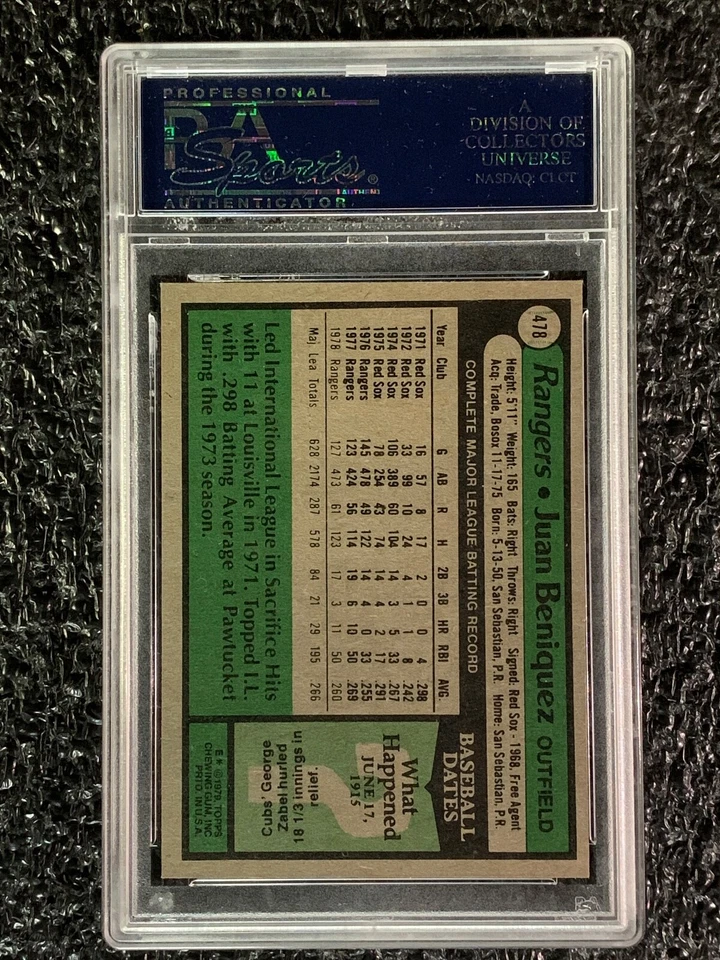 PROFESSIONAL
PSA
Sports®
AUTHENTICATOR
A
DIVISION OF
COLLECTORS
UNIVERSE
NASDAQ: CLCT
478
Rangers • Juan Beniquez OUTFIELD
Height: 5'11" Weight: 165 Bats: Right Throws: Right Signed: Red Sox - 1968, Free Agent
Acq: Trade, Bosox 11-17-75 Born: 5-13-50, San Sebastian, P.R. Home: San Sebastian, P.R.
COMPLETE MAJOR LEAGUE BATTING RECORD
Year Club G AB R H 2B 3B HR RBI AVG.
1971 Red Sox 16 57 8 17 2 0 0 4 .298
1972 Red Sox 33 99 10 24 4 1 1 8 .242
1974 Red Sox 106 389 60 104 14 3 5 33 .267
1975 Red Sox 78 254 43 74 14 4 2 17 .291
1976 Rangers 145 478 49 122 14 4 0 33 .255
1977 Rangers 123 424 56 114 19 6 10 50 .269
1978 Rangers 127 473 61 123 17 3 11 50 .260
Maj. Lea Totals 628 2174 287 578 84 21 29 195 .266
Led International League in Sacrifice Hits
with 11 at Louisville in 1971. Topped I.L.
with .298 Batting Average at Pawtucket
during the 1973 season.
BASEBALL
DATES
What
Happened
JUNE 17,
1915
?
Cubs' George
Zabel hurled
18 1/3 innings in
relief.
©1979, TOPPS
CHEWING GUM, INC.
PRTD. IN U.S.A.